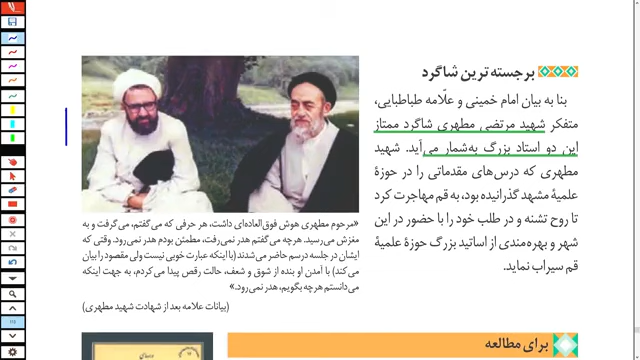 برجسته ترین شاگرد
بنا به بیان امام خمینی و علّامه طباطبایی،
متفکر شهید مرتضی مطهری شاگرد ممتاز
این دو استاد بزرگ به‌شمار می‌آید. شهید
مطهری که درس‌های مقدماتی را در حوزهٔ
علمیهٔ مشهد گذرانیده بود، به قم مهاجرت کرد
تا روح تشنه و در طلب خود را با حضور در این
شهر و بهره‌مندی از اساتید بزرگ حوزهٔ علمیهٔ
قم سیراب نماید.
«مرحوم مطهری هوش فوق‌العاده‌ای داشت، هر حرفی که می‌گفتم، می‌گرفت و به
مغزش می‌رسید. هرچه می‌گفتم هدر نمی‌رفت، مطمئن بودم هدر نمی‌رود. وقتی که
ایشان در جلسه درسم حاضر می‌شدند (با اینکه عبارت خوبی نیست ولی مقصود را بیان
می‌کند) با آمدن او بنده از شوق و شعف، حالت رقص پیدا می‌کردم، به جهت اینکه
می‌دانستم هرچه بگویم، هدر نمی‌رود.»
(بیانات علامه بعد از شهادت شهید مطهری)
برای مطالعه